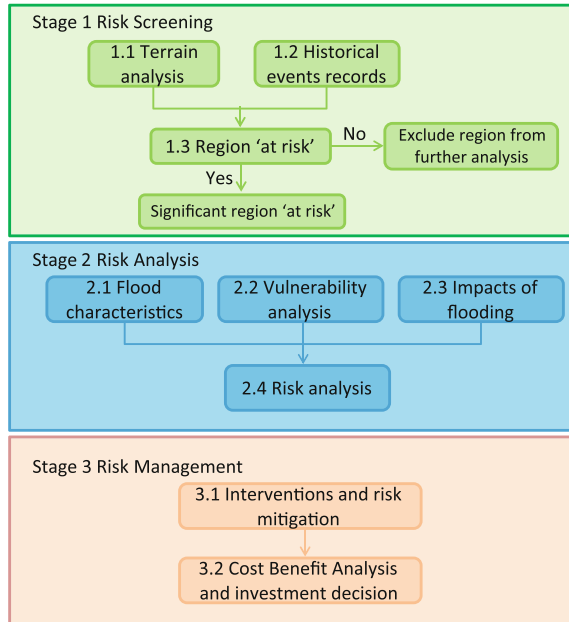 Stage 1 Risk Screening
1.1 Terrain
analysis
1.2 Historical
events records
1.3 Region ‘at risk’
No
Exclude region from
further analysis
Yes
Significant region ‘at risk’
Stage 2 Risk Analysis
2.1 Flood
characteristics
2.2 Vulnerability
analysis
2.3 Impacts of
flooding
2.4 Risk analysis
Stage 3 Risk Management
3.1 Interventions and risk
mitigation
3.2 Cost Benefit Analysis
and investment decision